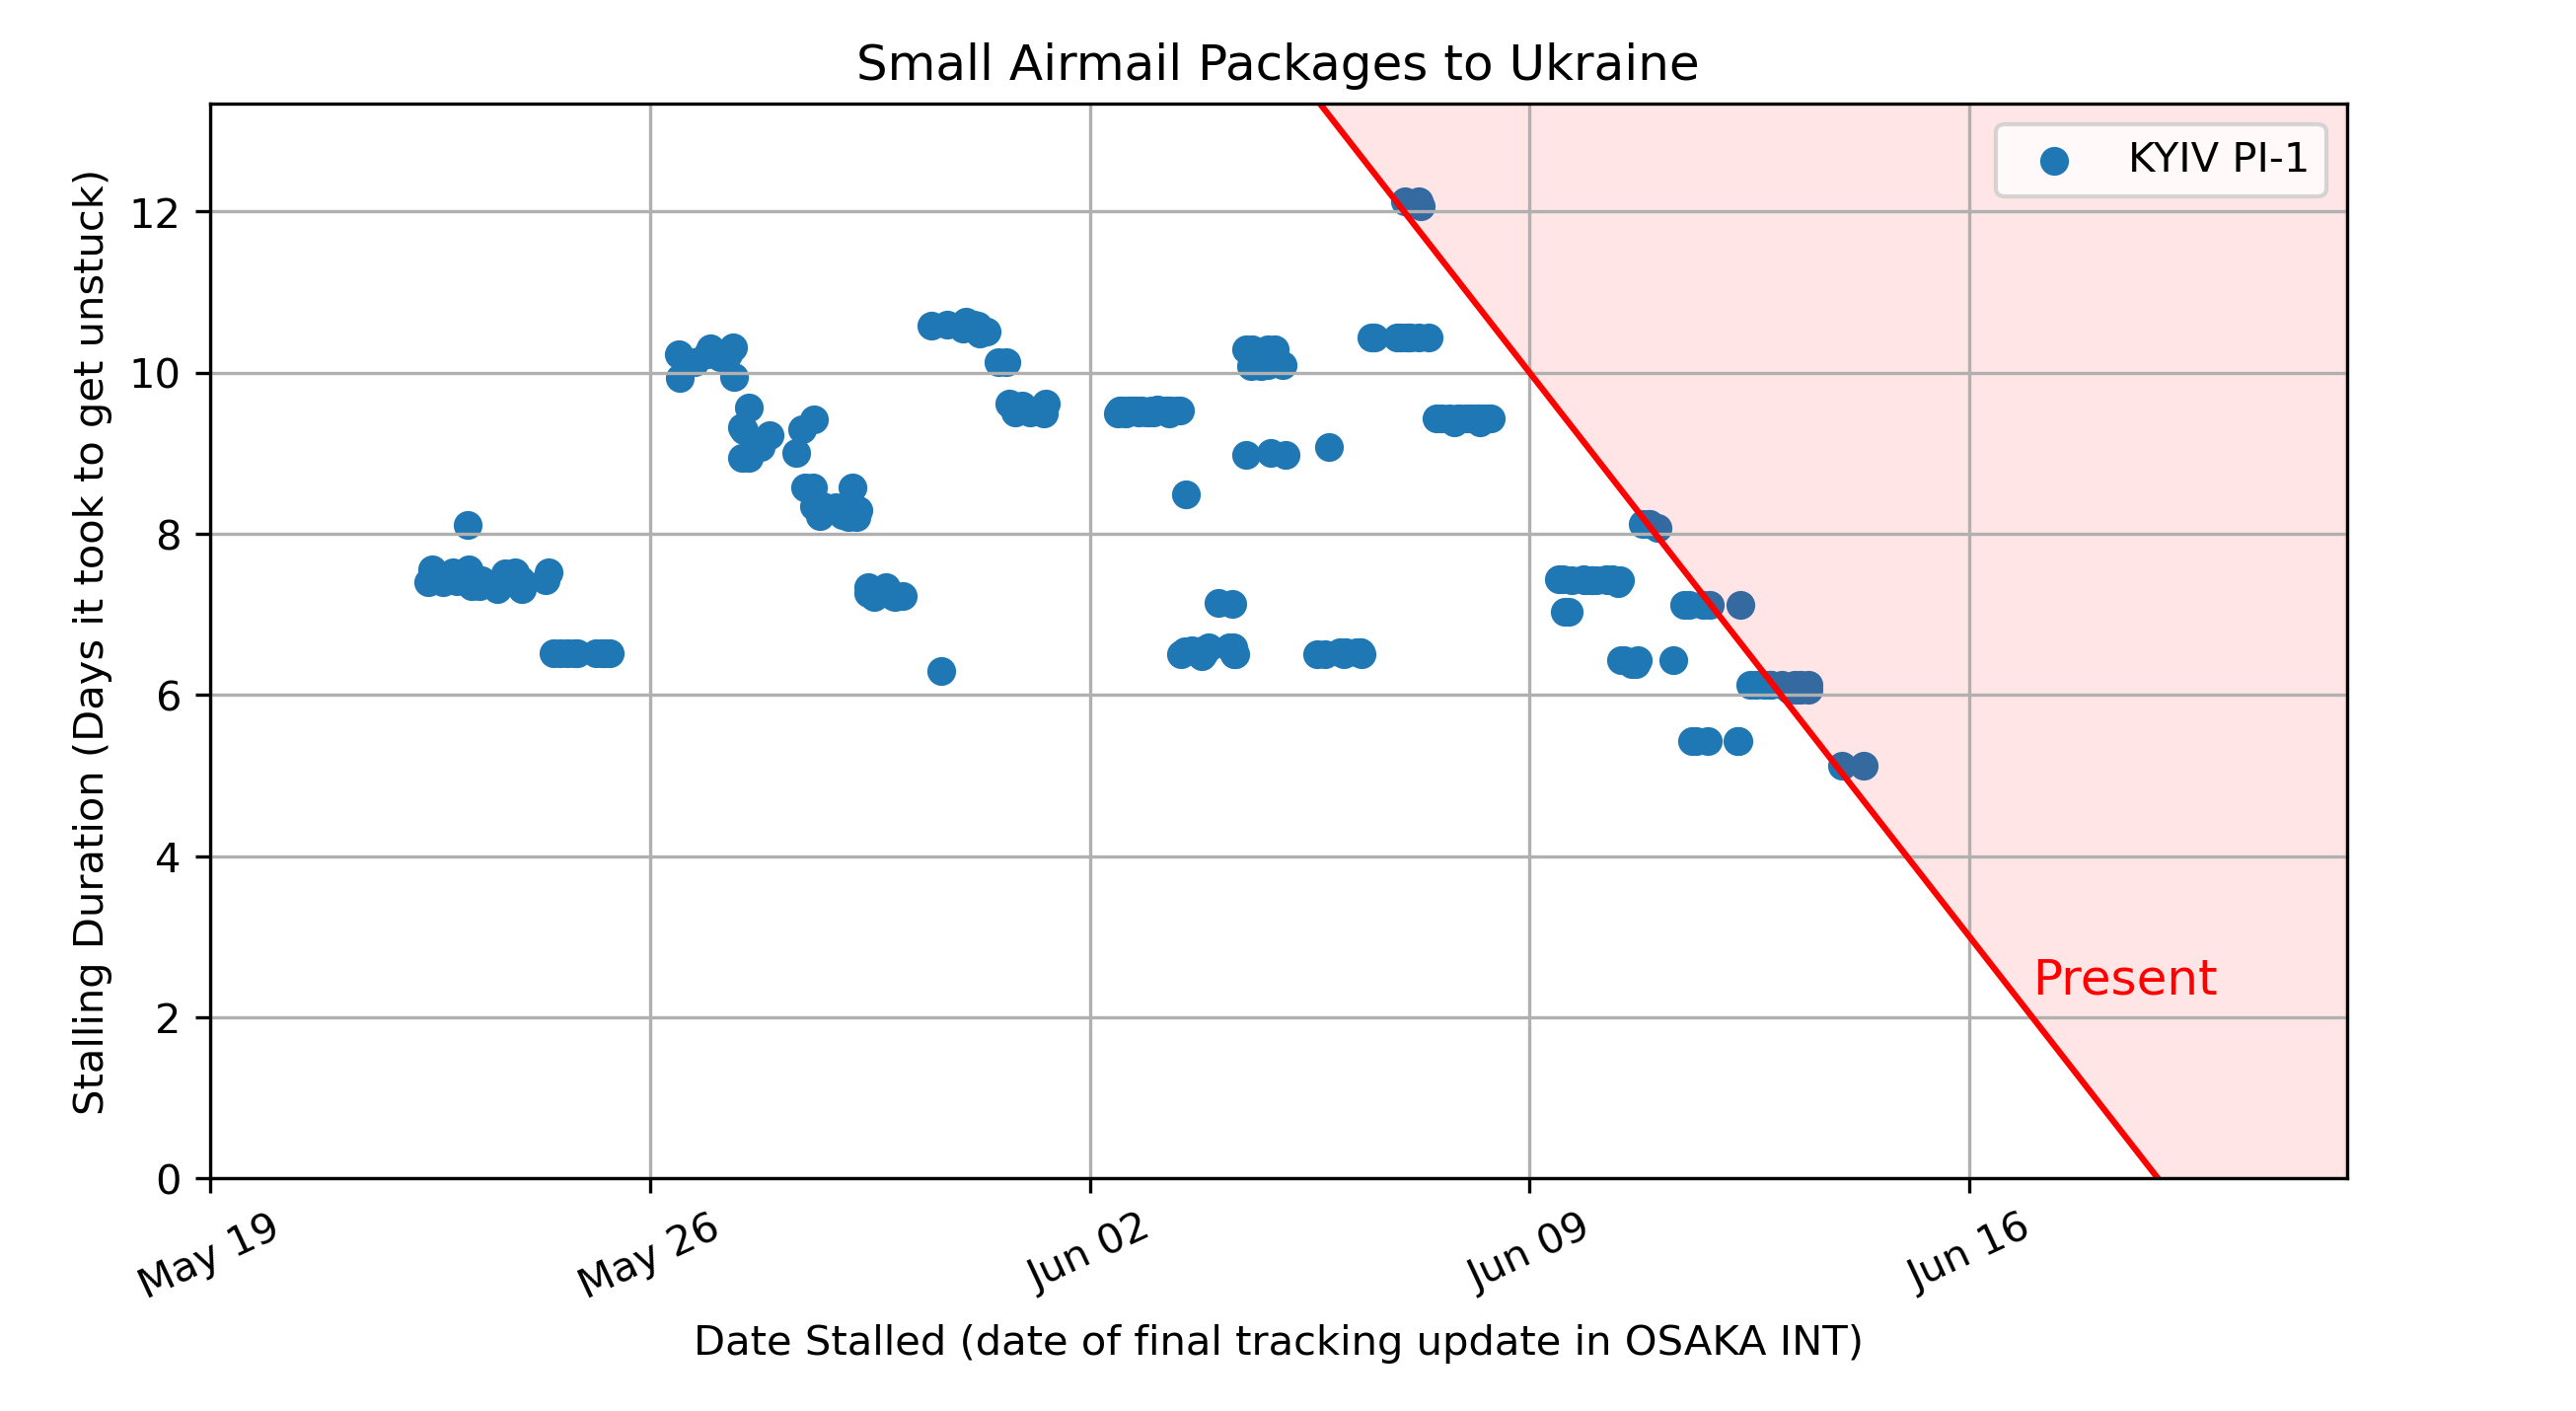 Small Airmail Packages to Ukraine
KYIV PI-1
Stalling Duration (Days it took to get unstuck)
12
10
8
6
4
2
0
Present
May 19
May 26
Jun 02
Jun 09
Jun 16
Date Stalled (date of final tracking update in OSAKA INT)